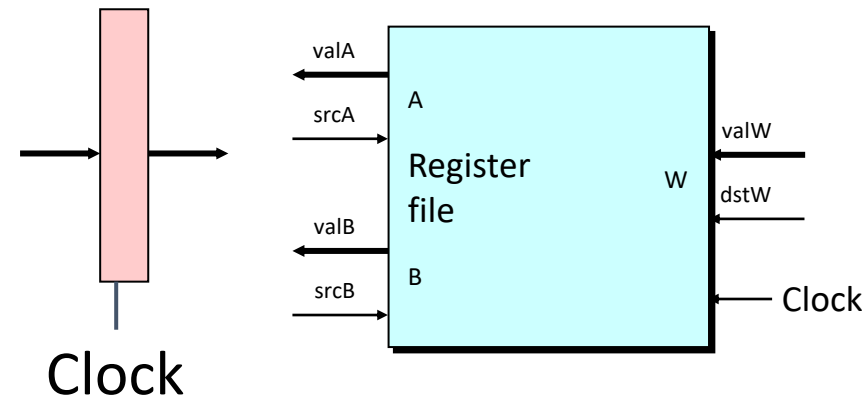 valA
A
srcA
Register
file
valB
B
srcB
valW
W
dstW
Clock
Clock